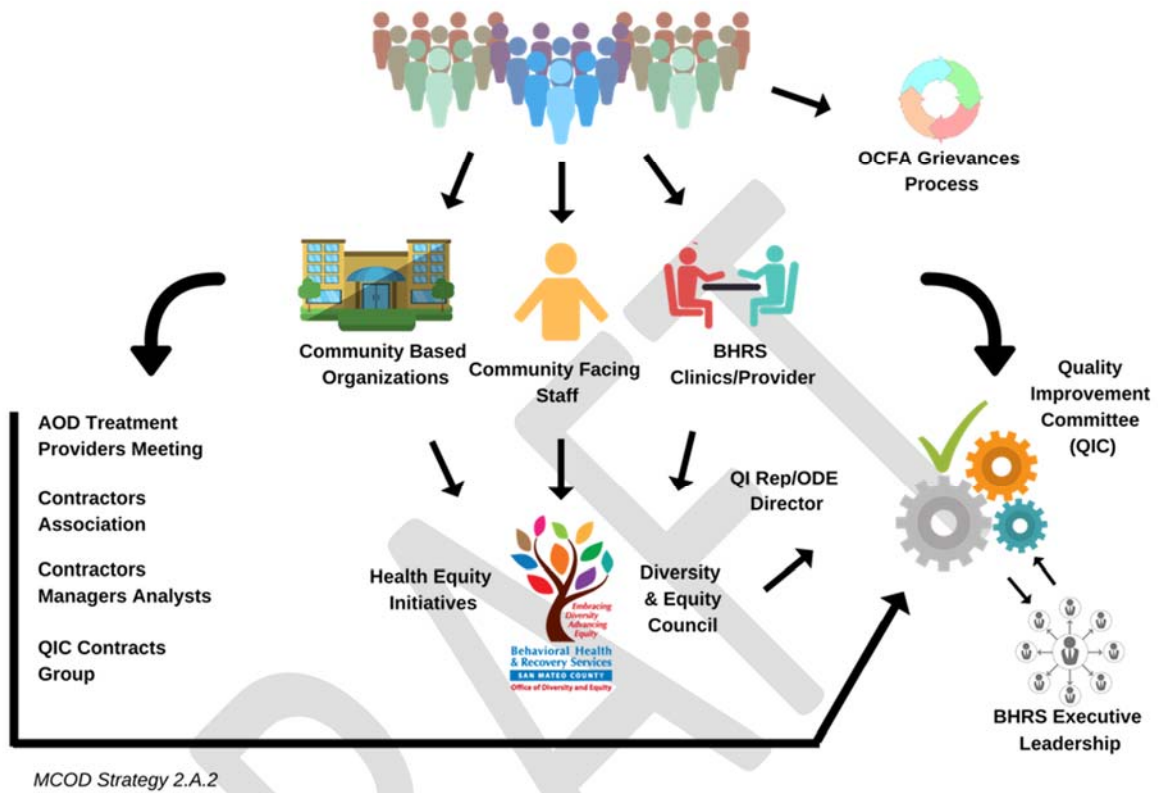 OCFA Grievances
Process
Community Based
Organizations
Community Facing
Staff
BHRS
Clinics/Provider
Quality
Improvement
Committee
(QIC)
AOD Treatment
Providers Meeting
Contractors
Association
Contractors
Managers Analysts
QIC Contracts
Group
QI Rep/ODE
Director
Health Equity
Initiatives
Embracing
Diversity
Advancing
Equity
Behavioral Health
& Recovery Services
SAN MATEO COUNTY
Office of Diversity and Equity
Diversity
& Equity
Council
BHRS Executive
Leadership
MCOD Strategy 2.A.2
DRAFT